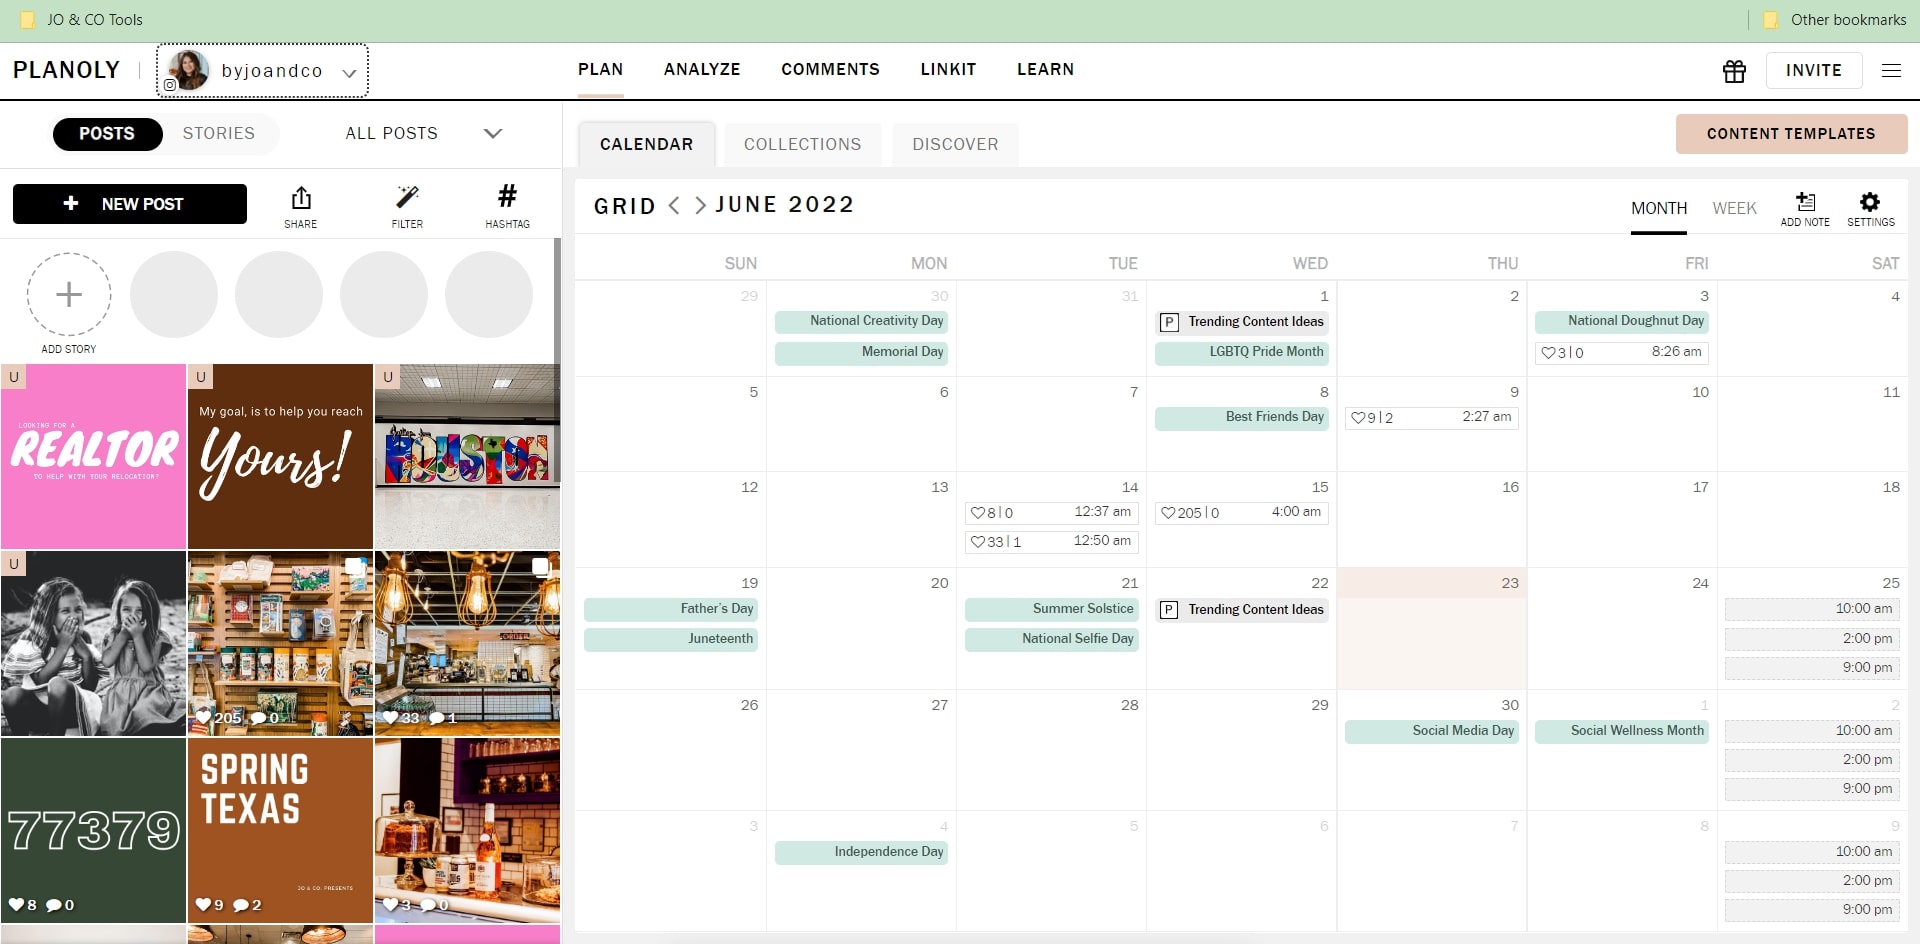 JO & CO Tools
Other bookmarks
PLANOLY
byjoandco
PLAN
ANALYZE
COMMENTS
LINKIT
LEARN
INVITE
POSTS
STORIES
ALL POSTS
CALENDAR
COLLECTIONS
DISCOVER
CONTENT TEMPLATES
+ NEW POST
SHARE
FILTER
# HASHTAG
ADD STORY
U
LOOKING FOR A
REALTOR
TO HELP WITH YOUR RELOCATION?
U
My goal, is to help you reach
Yours!
U
HOUSTON
U
205 0
33 1
77379
8 0
SPRING
TEXAS
JO & CO. PRESENTS
9 2
3 0
GRID < > JUNE 2022
MONTH
WEEK
ADD NOTE
SETTINGS
SUN MON TUE WED THU FRI SAT
29 30 31 1 2 3 4
National Creativity Day
Memorial Day
P Trending Content Ideas
LGBTQ Pride Month
National Doughnut Day
3 | 0 8:26 am
5 6 7 8 9 10 11
Best Friends Day
9 | 2 2:27 am
12 13 14 15 16 17 18
8 | 0 12:37 am
33 | 1 12:50 am
205 | 0 4:00 am
19 20 21 22 23 24 25
Father's Day
Juneteenth
Summer Solstice
National Selfie Day
P Trending Content Ideas
10:00 am
2:00 pm
9:00 pm
26 27 28 29 30 1 2
Social Media Day
Social Wellness Month
10:00 am
2:00 pm
9:00 pm
3 4 5 6 7 8 9
Independence Day
10:00 am
2:00 pm
9:00 pm